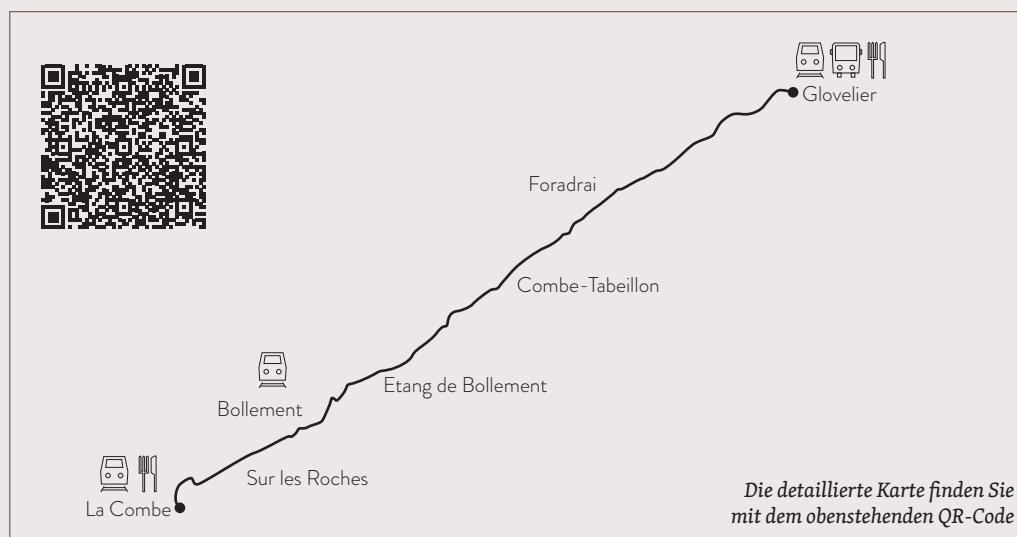 Glovelier
Foradrai
Combe-Tabeillon
Etang de Bollement
Bollement
Sur les Roches
La Combe
Die detaillierte Karte finden Sie
mit dem obenstehenden QR-Code